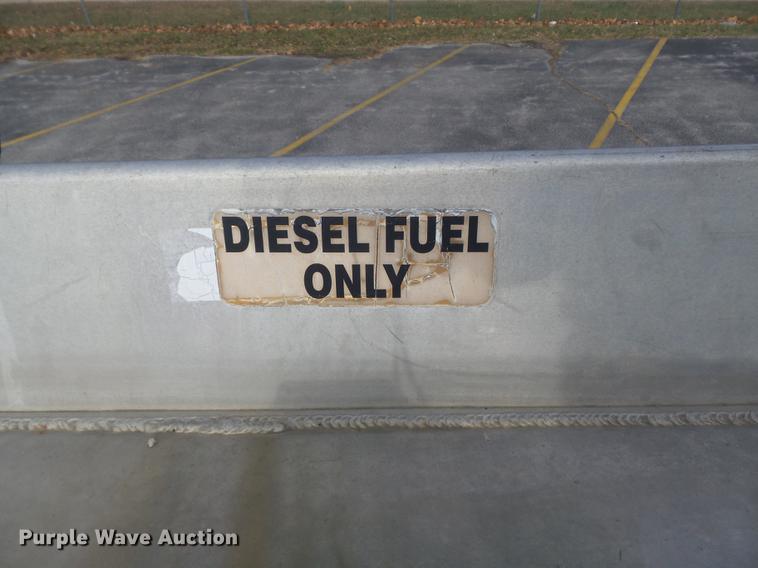 DIESEL FUEL
ONLY
Purple Wave Auction